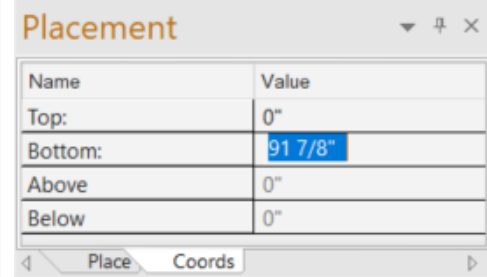 Placement
Name Value
Top: 0"
Bottom: 91 7/8"
Above 0"
Below 0"
Place Coords